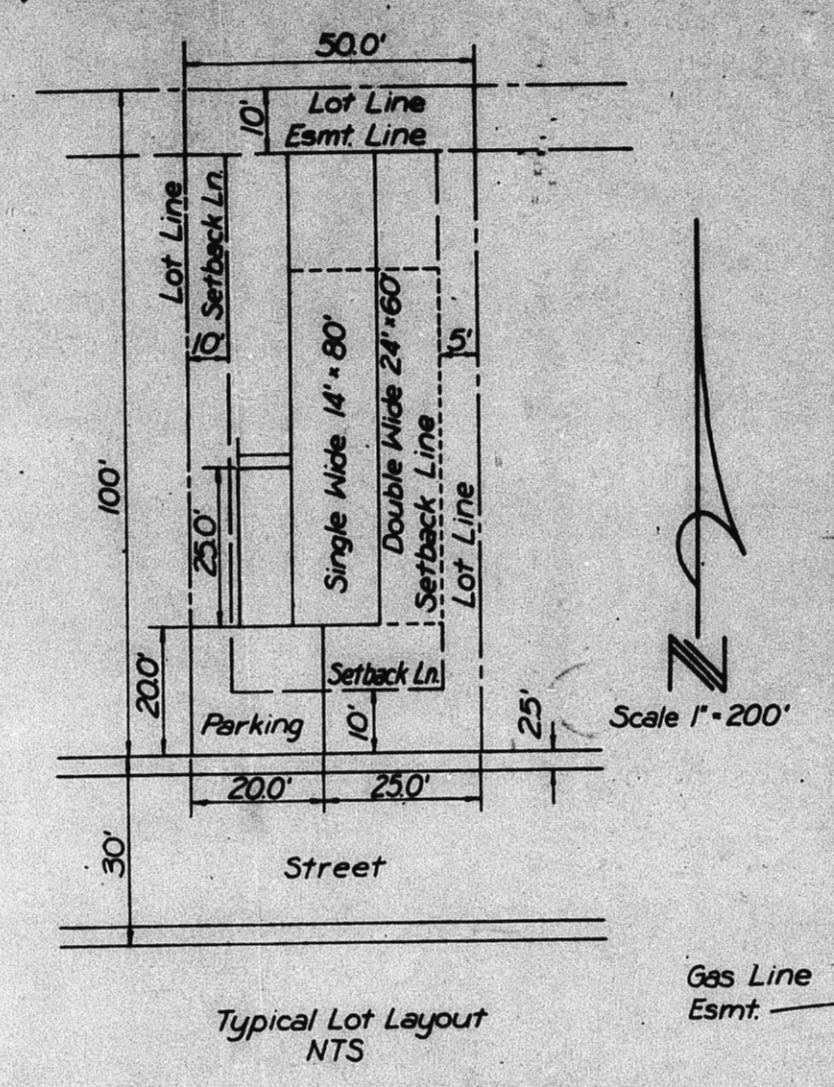 50.0'
Lot Line
10'
Esmt. Line
Lot Line
Setback Ln.
10'
5'
Single Wide 14'x80'
Double Wide 24'x60'
Setback Line
Lot Line
100'
25.0'
20.0'
Setback Ln.
Parking
10'
25'
Scale 1"=200'
N
20.0'
25.0'
30'
Street
Typical Lot Layout
NTS
Gas Line
Esmt.